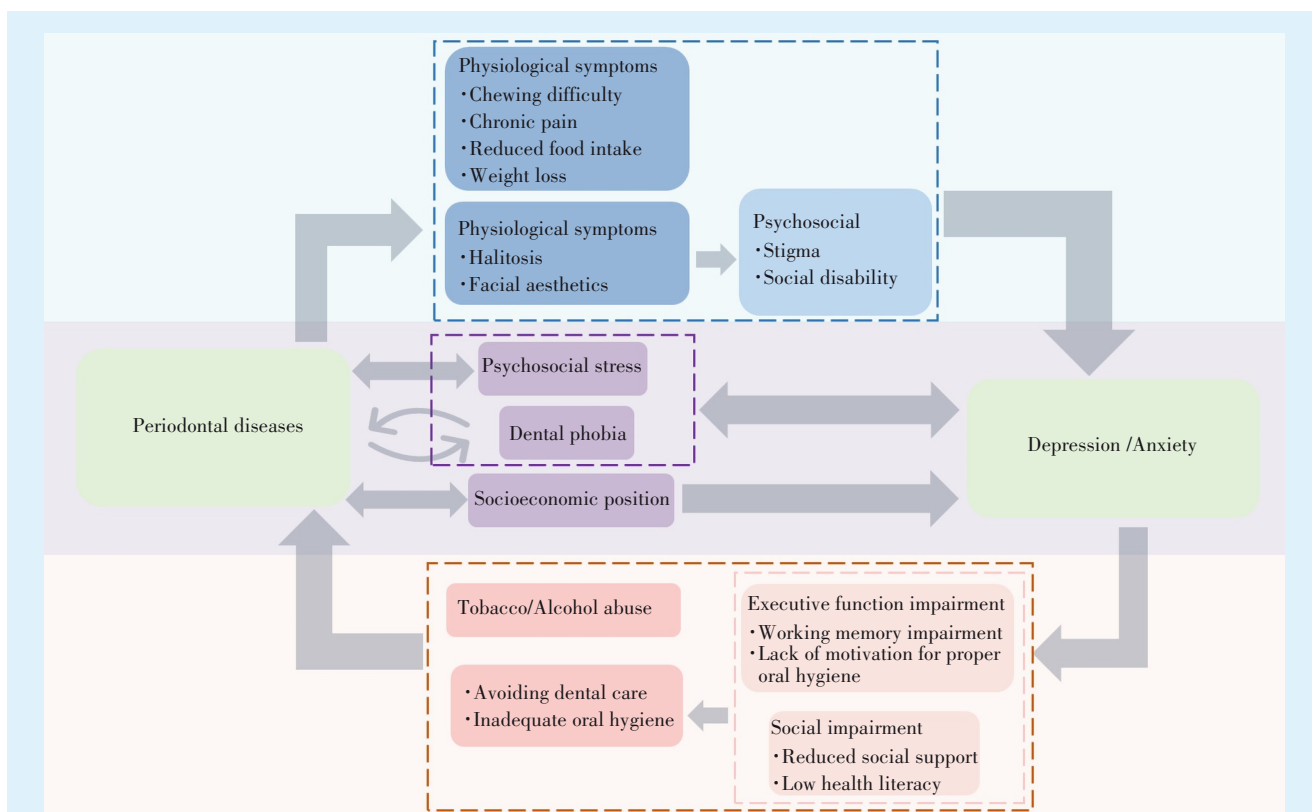 Physiological symptoms
·Chewing difficulty
·Chronic pain
·Reduced food intake
·Weight loss
Physiological symptoms
·Halitosis
·Facial aesthetics
Psychosocial
·Stigma
·Social disability
Periodontal diseases
Psychosocial stress
Dental phobia
Socioeconomic position
Depression /Anxiety
Tobacco/Alcohol abuse
·Avoiding dental care
·Inadequate oral hygiene
Executive function impairment
·Working memory impairment
·Lack of motivation for proper
oral hygiene
Social impairment
·Reduced social support
·Low health literacy